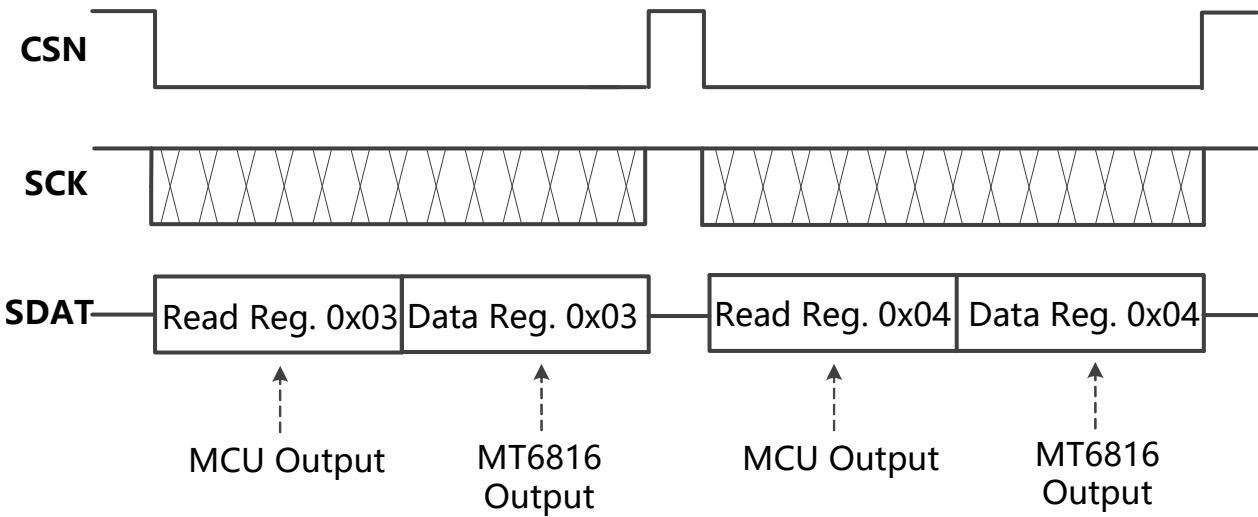 CSN
SCK
SDAT
Read Reg. 0x03
Data Reg. 0x03
Read Reg. 0x04
Data Reg. 0x04
MCU Output
MT6816
Output
MCU Output
MT6816
Output